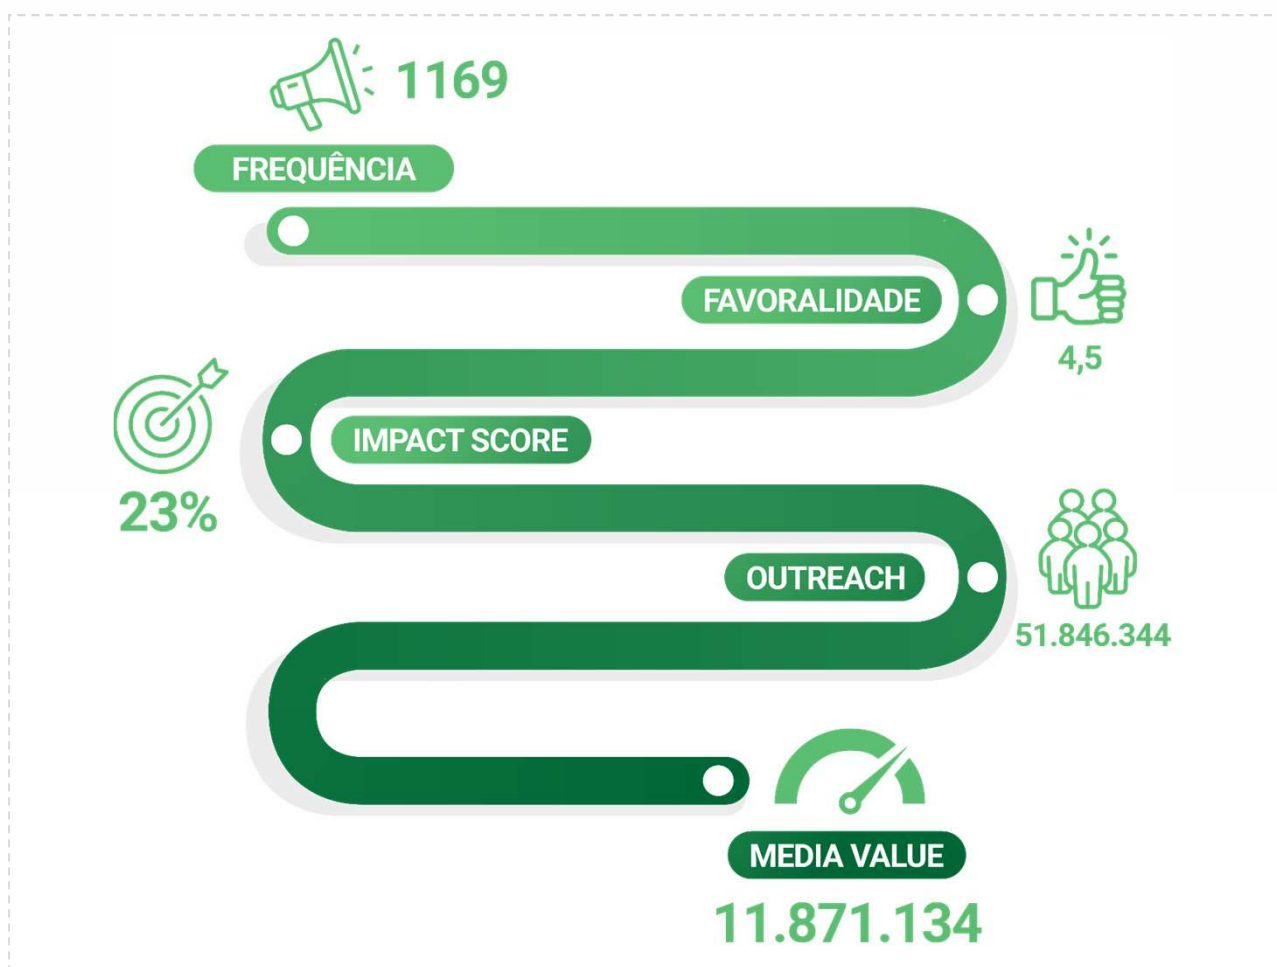 1169
FREQUÊNCIA
FAVORALIDADE
4,5
IMPACT SCORE
23%
OUTREACH
51.846.344
MEDIA VALUE
11.871.134